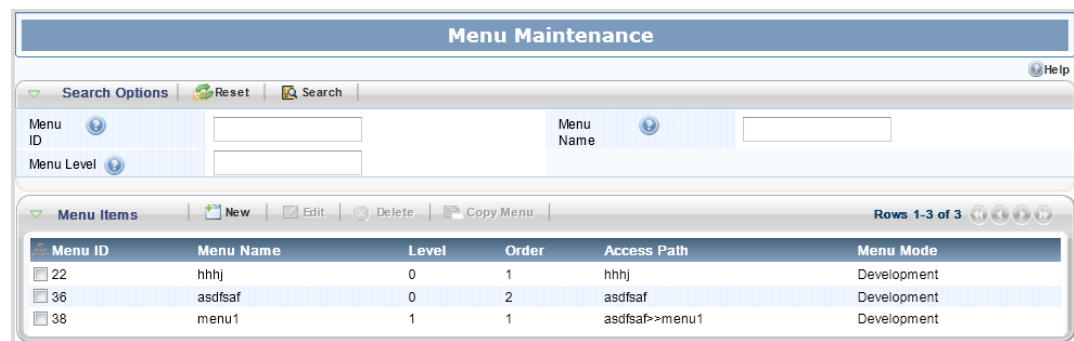 Menu Maintenance
Help
Search Options Reset Search
Menu ID Menu Name
Menu Level
Menu Items New Edit Delete Copy Menu Rows 1-3 of 3
Menu ID Menu Name Level Order Access Path Menu Mode
22 hhhj 0 1 hhhj Development
36 asdfsaf 0 2 asdfsaf Development
38 menu1 1 1 asdfsaf>>menu1 Development